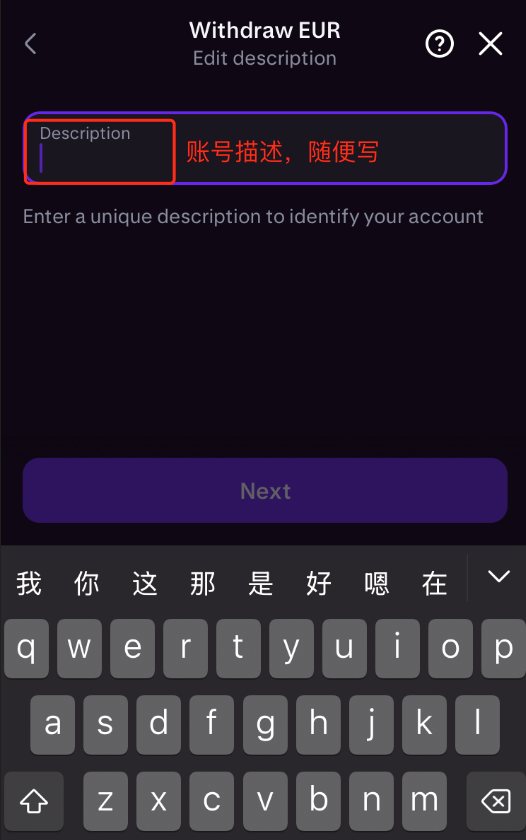 Withdraw EUR
Edit description
Description
账号描述，随便写
Enter a unique description to identify your account
Next
我 你 这 那 是 好 嗯 在
q w e r t y u i o p
a s d f g h j k l
z x c v b n m